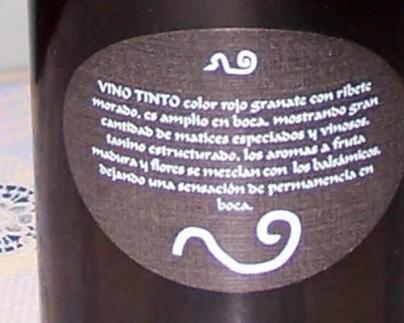 VINO TINTO color rojo granate con ribete
morado, es amplio en boca, mostrando gran
cantidad de matices especiados y vinosos,
tanino estructurado, los aromas a fruta
madura y flores se mezclan con los balsámicos,
dejando una sensación de permanencia en
boca.